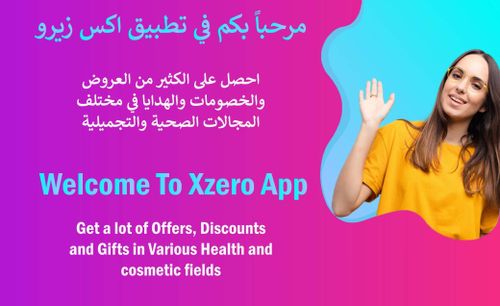 مرحباً بكم في تطبيق اكس زيرو
احصل على الكثير من العروض
والخصومات والهدايا في مختلف
المجالات الصحية والتجميلية
Welcome To Xzero App
Get a lot of Offers, Discounts
and Gifts in Various Health and
cosmetic fields